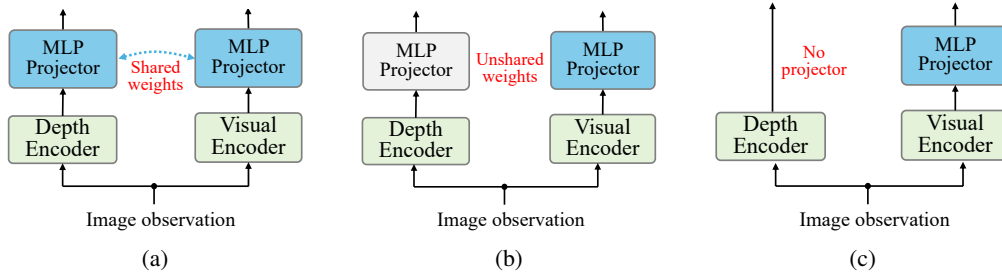 MLP
Projector
Shared
weights
MLP
Projector
Depth
Encoder
Visual
Encoder
Image observation
(a)
MLP
Projector
Unshared
weights
MLP
Projector
Depth
Encoder
Visual
Encoder
Image observation
(b)
No
projector
MLP
Projector
Depth
Encoder
Visual
Encoder
Image observation
(c)